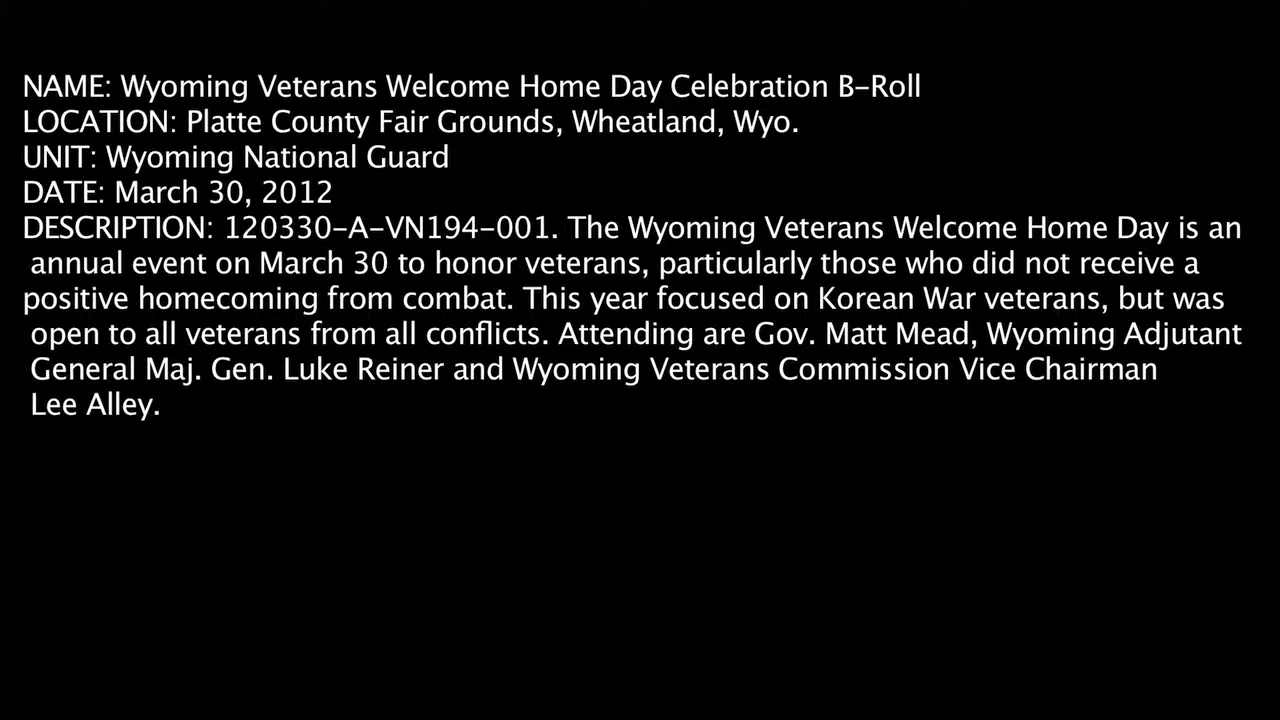 NAME: Wyoming Veterans Welcome Home Day Celebration B-Roll
LOCATION: Platte County Fair Grounds, Wheatland, Wyo.
UNIT: Wyoming National Guard
DATE: March 30, 2012
DESCRIPTION: 120330-A-VN194-001. The Wyoming Veterans Welcome Home Day is an
annual event on March 30 to honor veterans, particularly those who did not receive a
positive homecoming from combat. This year focused on Korean War veterans, but was
open to all veterans from all conflicts. Attending are Gov. Matt Mead, Wyoming Adjutant
General Maj. Gen. Luke Reiner and Wyoming Veterans Commission Vice Chairman
Lee Alley.